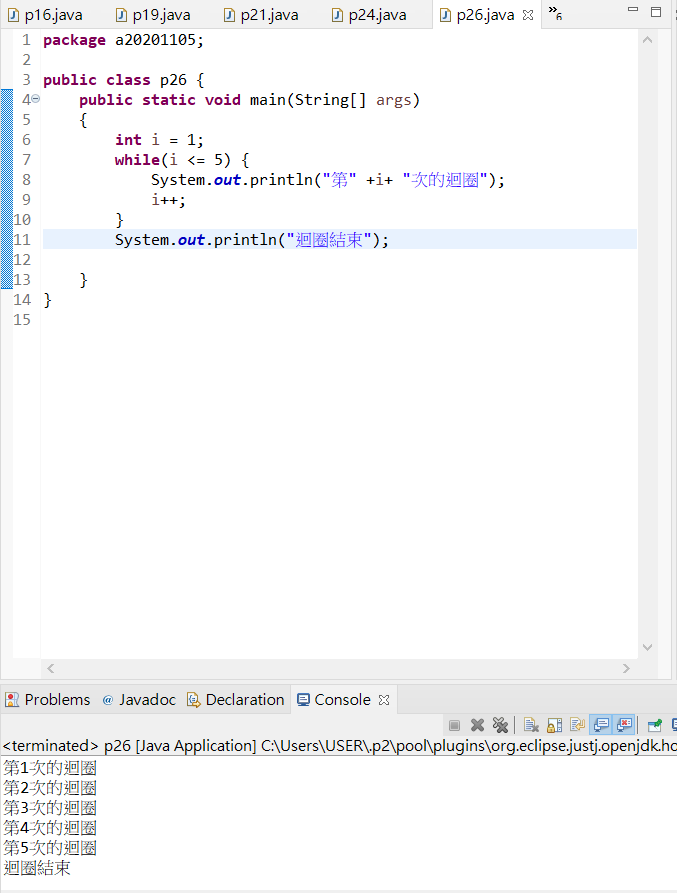 p16.java p19.java p21.java p24.java p26.java »6
1 package a20201105;
2
3 public class p26 {
4 public static void main(String[] args)
5 {
6 int i = 1;
7 while(i <= 5) {
8 System.out.println("第" +i+ "次的迴圈");
9 i++;
10 }
11 System.out.println("迴圈結束");
12
13 }
14 }
15
Problems @ Javadoc Declaration Console
<terminated> p26 [Java Application] C:\Users\USER\.p2\pool\plugins\org.eclipse.justj.openjdk.ho
第1次的迴圈
第2次的迴圈
第3次的迴圈
第4次的迴圈
第5次的迴圈
迴圈結束